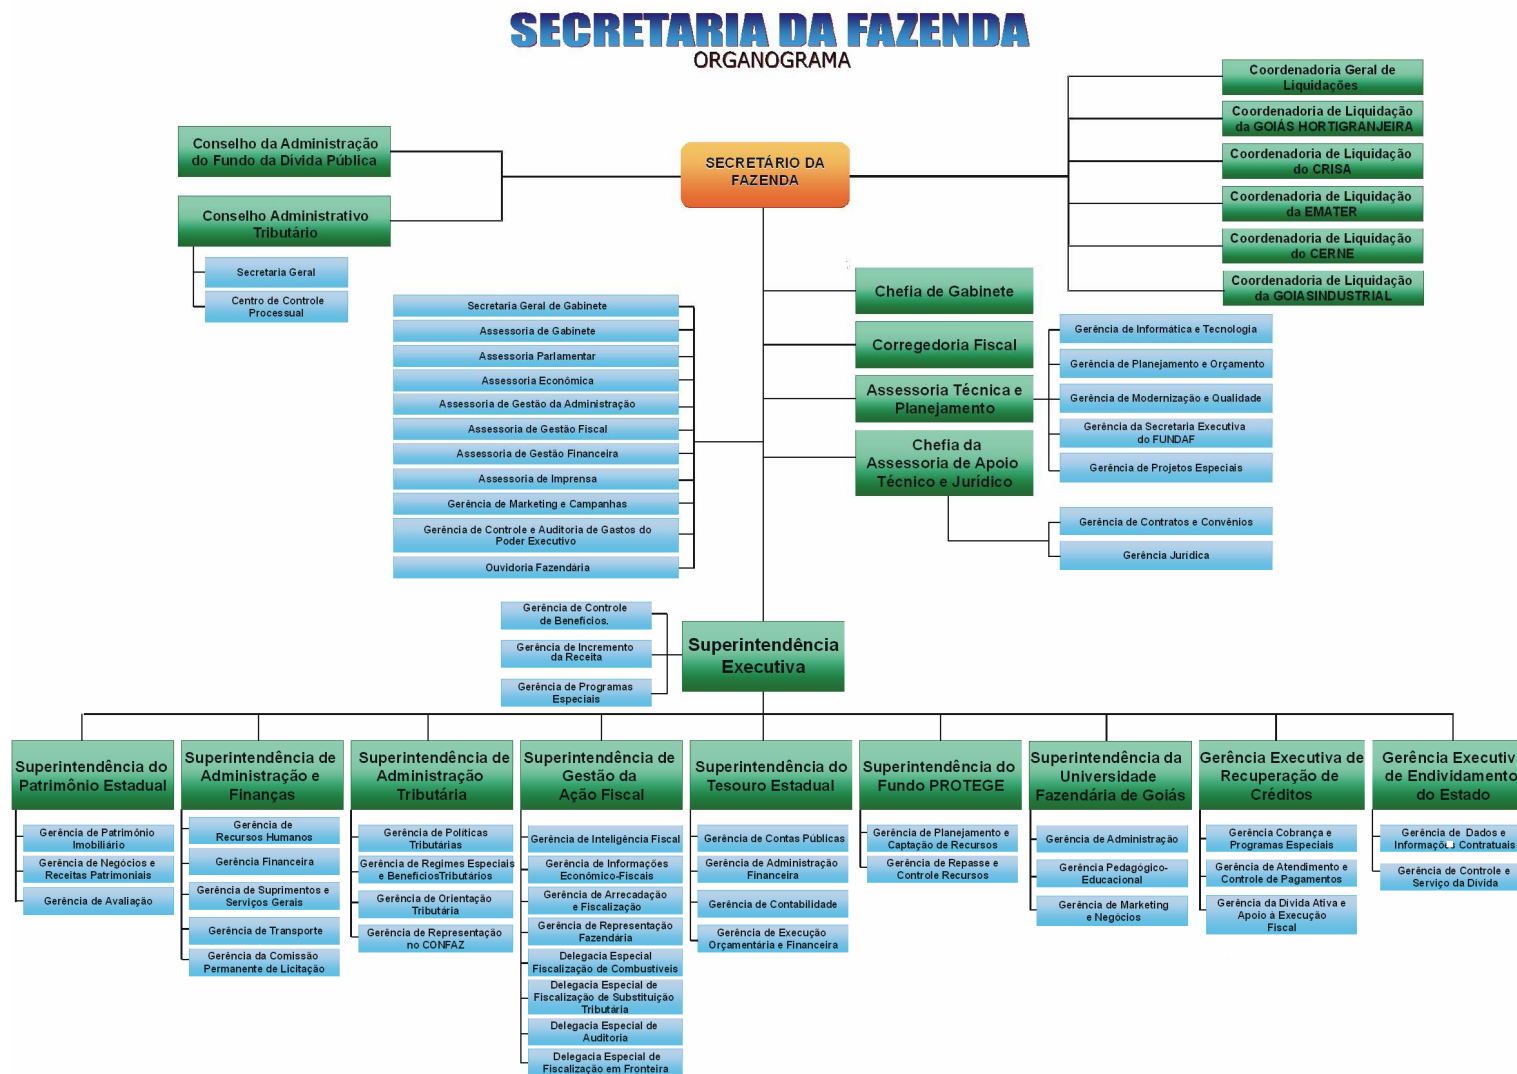 SECRETARIA DA FAZENDA
ORGANOGRAMA
Conselho da Administração
do Fundo da Dívida Pública
Conselho Administrativo
Tributário
Secretaria Geral
Centro de Controle
Processual
SECRETÁRIO DA
FAZENDA
Coordenadoria Geral de
Liquidações
Coordenadoria de Liquidação
da GOIÁS HORTIGRANJEIRA
Coordenadoria de Liquidação
do CRISA
Coordenadoria de Liquidação
da EMATER
Coordenadoria de Liquidação
do CERNE
Coordenadoria de Liquidação
da GOIASINDUSTRIAL
Secretaria Geral de Gabinete
Assessoria de Gabinete
Assessoria Parlamentar
Assessoria Económica
Assessoria de Gestão da Administração
Assessoria de Gestão Fiscal
Assessoria de Gestão Financeira
Assessoria de Imprensa
Gerência de Marketing e Campanhas
Gerência de Controle e Auditoria de Gastos do
Poder Executivo
Ouvidoria Fazendária
Chefia de Gabinete
Corregedoria Fiscal
Assessoria Técnica e
Planejamento
Chefia da
Assessoria de Apoio
Técnico e Jurídico
Gerência de Informática e Tecnologia
Gerência de Planejamento e Orçamento
Gerência de Modernização e Qualidade
Gerência da Secretaria Executiva
do FUNDAF
Gerência de Projetos Especiais
Gerência de Contratos e Convênios
Gerência Jurídica
Gerência de Controle
de Benefícios.
Gerência de Incremento
da Receita
Gerência de Programas
Especiais
Superintendência
Executiva
Superintendência do
Patrimônio Estadual
Gerência de Patrimônio
Imobiliário
Gerência de Negócios e
Receitas Patrimoniais
Gerência de Avaliação
Superintendência de
Administração e
Finanças
Gerência de
Recursos Humanos
Gerência Financeira
Gerência de Suprimentos e
Serviços Gerais
Gerência de Transporte
Gerência da Comissão
Permanente de Licitação
Superintendência de
Administração
Tributária
Gerência de Políticas
Tributárias
Gerência de Regimes Especiais
e BenefíciosTributários
Gerência de Orientação
Tributária
Gerência de Representação
no CONFAZ
Superintendência de
Gestão da
Ação Fiscal
Gerência de Inteligência Fiscal
Gerência de Informações
Económico-Fiscais
Gerência de Arrecadação
e Fiscalização
Gerência de Representação
Fazendária
Delegacia Especial
Fiscalização de Combustíveis
Delegacia Especial de
Fiscalização de Substituição
Tributária
Delegacia Especial de
Auditoria
Delegacia Especial de
Fiscalização em Fronteira
Superintendência do
Tesouro Estadual
Gerência de Contas Públicas
Gerência de Administração
Financeira
Gerência de Contabilidade
Gerência de Execução
Orçamentária e Financeira
Superintendência do
Fundo PROTEGE
Gerência de Planejamento e
Captação de Recursos
Gerência de Repasse e
Controle Recursos
Superintendência da
Universidade
Fazendária de Goiás
Gerência de Administração
Gerência Pedagógico-
Educacional
Gerência de Marketing
e Negócios
Gerência Executiva de
Recuperação de
Créditos
Gerência Cobrança e
Programas Especiais
Gerência de Atendimento e
Controle de Pagamentos
Gerência da Dívida Ativa e
Apoio à Execução
Fiscal
Gerência Executiv
de Endividamento
do Estado
Gerência de Dados e
Informações Contratuais
Gerência de Controle e
Serviço da Dívida